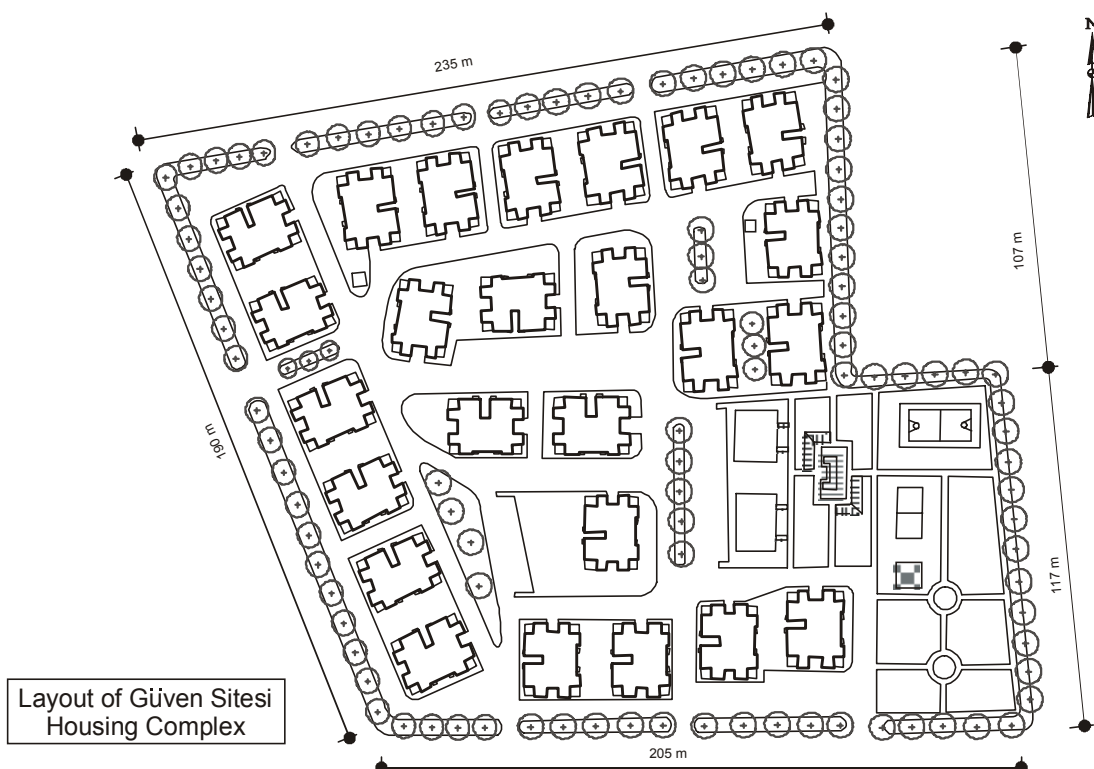 235 m
N
107 m
190 m
117 m
Layout of Güven Sitesi
Housing Complex
205 m